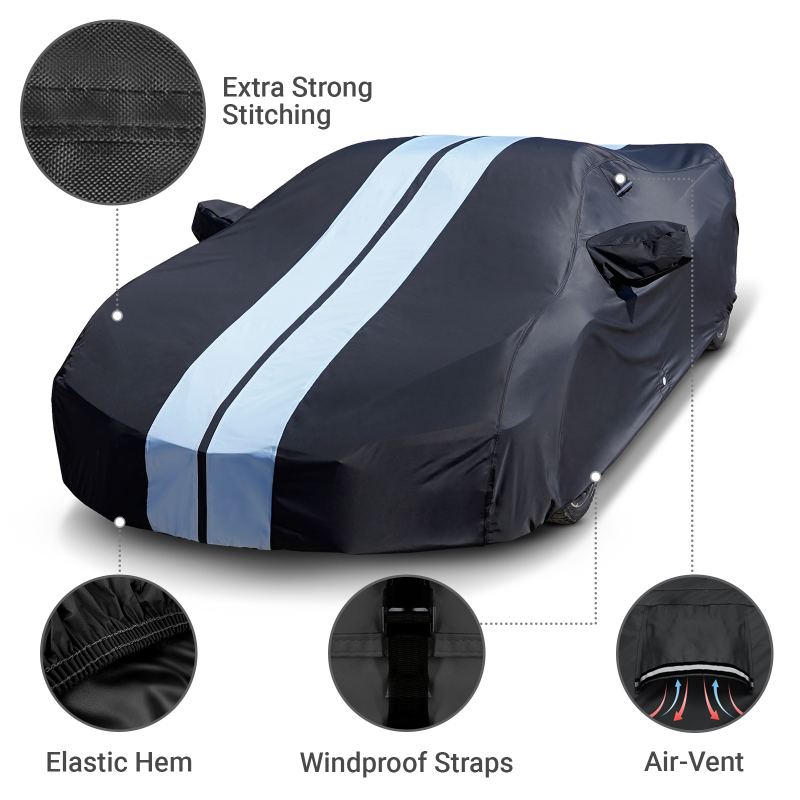 Extra Strong
Stitching
Elastic Hem
Windproof Straps
Air-Vent